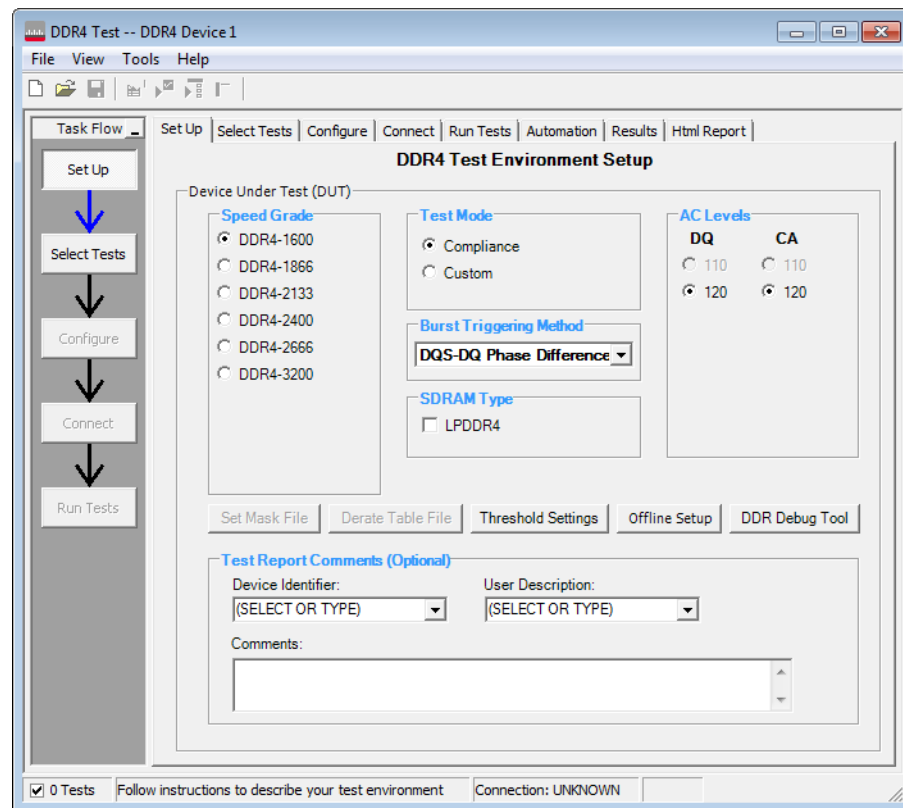 DDR4 Test -- DDR4 Device 1
File View Tools Help
Task Flow
Set Up
Select Tests
Configure
Connect
Run Tests
Set Up Select Tests Configure Connect Run Tests Automation Results Html Report
DDR4 Test Environment Setup
Device Under Test (DUT)
Speed Grade
DDR4-1600
DDR4-1866
DDR4-2133
DDR4-2400
DDR4-2666
DDR4-3200
Test Mode
Compliance
Custom
Burst Triggering Method
DQS-DQ Phase Difference
SDRAM Type
LPDDR4
AC Levels
DQ CA
110 110
120 120
Set Mask File Derate Table File Threshold Settings Offline Setup DDR Debug Tool
Test Report Comments (Optional)
Device Identifier: User Description:
(SELECT OR TYPE) (SELECT OR TYPE)
Comments:
0 Tests Follow instructions to describe your test environment Connection: UNKNOWN